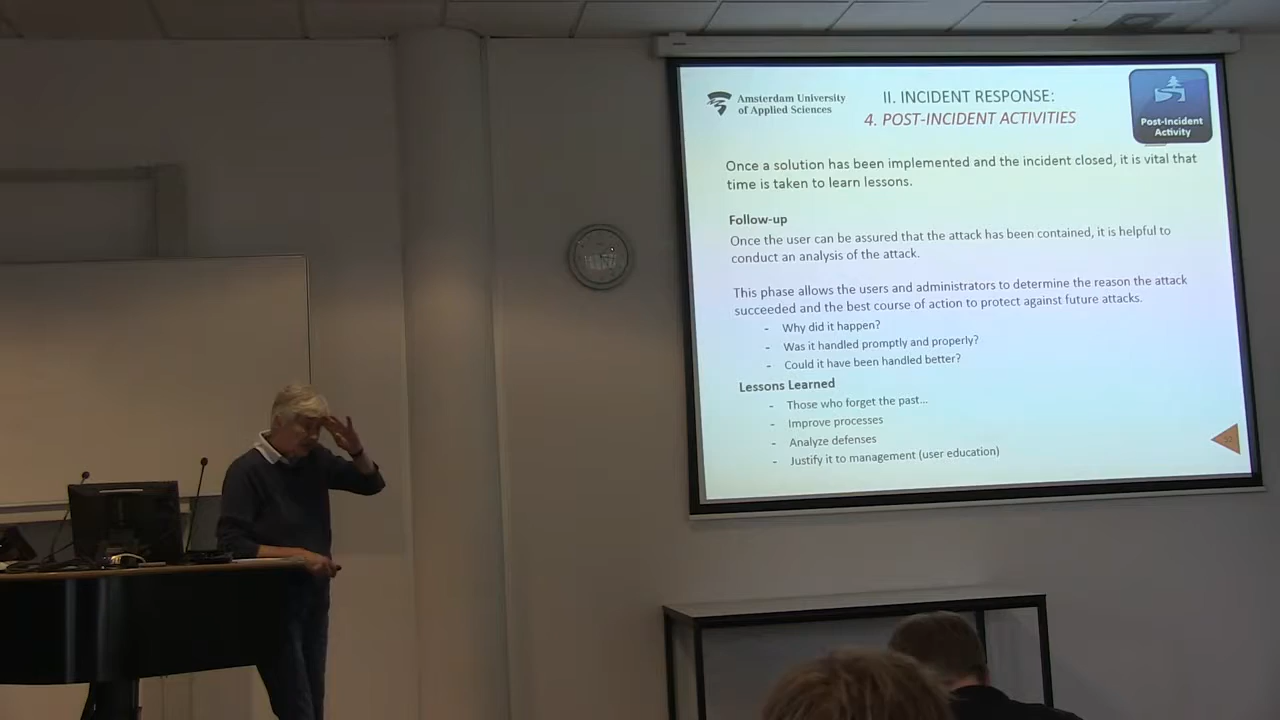 Amsterdam University
of Applied Sciences
II. INCIDENT RESPONSE:
4. POST-INCIDENT ACTIVITIES
Post-Incident
Activity
Once a solution has been implemented and the incident closed, it is vital that
time is taken to learn lessons.
Follow-up
Once the user can be assured that the attack has been contained, it is helpful to
conduct an analysis of the attack.
This phase allows the users and administrators to determine the reason the attack
succeeded and the best course of action to protect against future attacks.
- Why did it happen?
- Was it handled promptly and properly?
- Could it have been handled better?
Lessons Learned
- Those who forget the past…
- Improve processes
- Analyze defenses
- Justify it to management (user education)